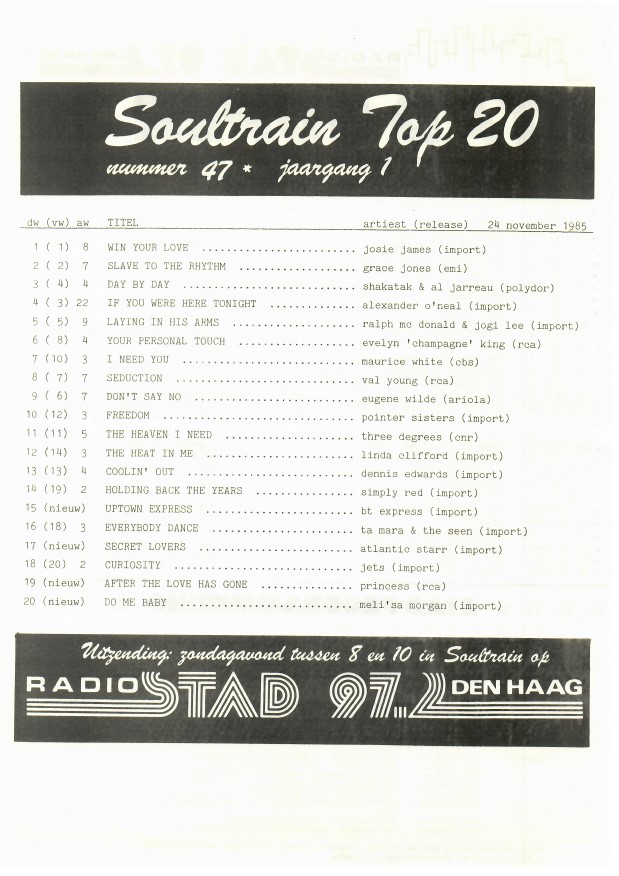 Soultrain Top 20
nummer 47 * jaargang 1
dw (vw) aw TITEL artiest (release) 24 november 1985
1 ( 1) 8 WIN YOUR LOVE ........................ josie james (import)
2 ( 2) 7 SLAVE TO THE RHYTHM .................. grace jones (emi)
3 ( 4) 4 DAY BY DAY ........................... shakatak & al jarreau (polydor)
4 ( 3) 22 IF YOU WERE HERE TONIGHT ............. alexander o'neal (import)
5 ( 5) 9 LAYING IN HIS ARMS ................... ralph mc donald & jogi lee (import)
6 ( 8) 4 YOUR PERSONAL TOUCH .................. evelyn 'champagne' king (rca)
7 (10) 3 I NEED YOU ........................... maurice white (cbs)
8 ( 7) 7 SEDUCTION ............................ val young (rca)
9 ( 6) 7 DON'T SAY NO ......................... eugene wilde (ariola)
10 (12) 3 FREEDOM .............................. pointer sisters (import)
11 (11) 5 THE HEAVEN I NEED .................... three degrees (cnr)
12 (14) 3 THE HEAT IN ME ....................... linda clifford (import)
13 (13) 4 COOLIN' OUT .......................... dennis edwards (import)
14 (19) 2 HOLDING BACK THE YEARS ............... simply red (import)
15 (nieuw) UPTOWN EXPRESS ....................... bt express (import)
16 (18) 3 EVERYBODY DANCE ...................... ta mara & the seen (import)
17 (nieuw) SECRET LOVERS ........................ atlantic starr (import)
18 (20) 2 CURIOSITY ............................ jets (import)
19 (nieuw) AFTER THE LOVE HAS GONE .............. princess (rca)
20 (nieuw) DO ME BABY ........................... meli'sa morgan (import)
Uitzending: zondagavond tussen 8 en 10 in Soultrain op
RADIO STAD 97.2 DEN HAAG